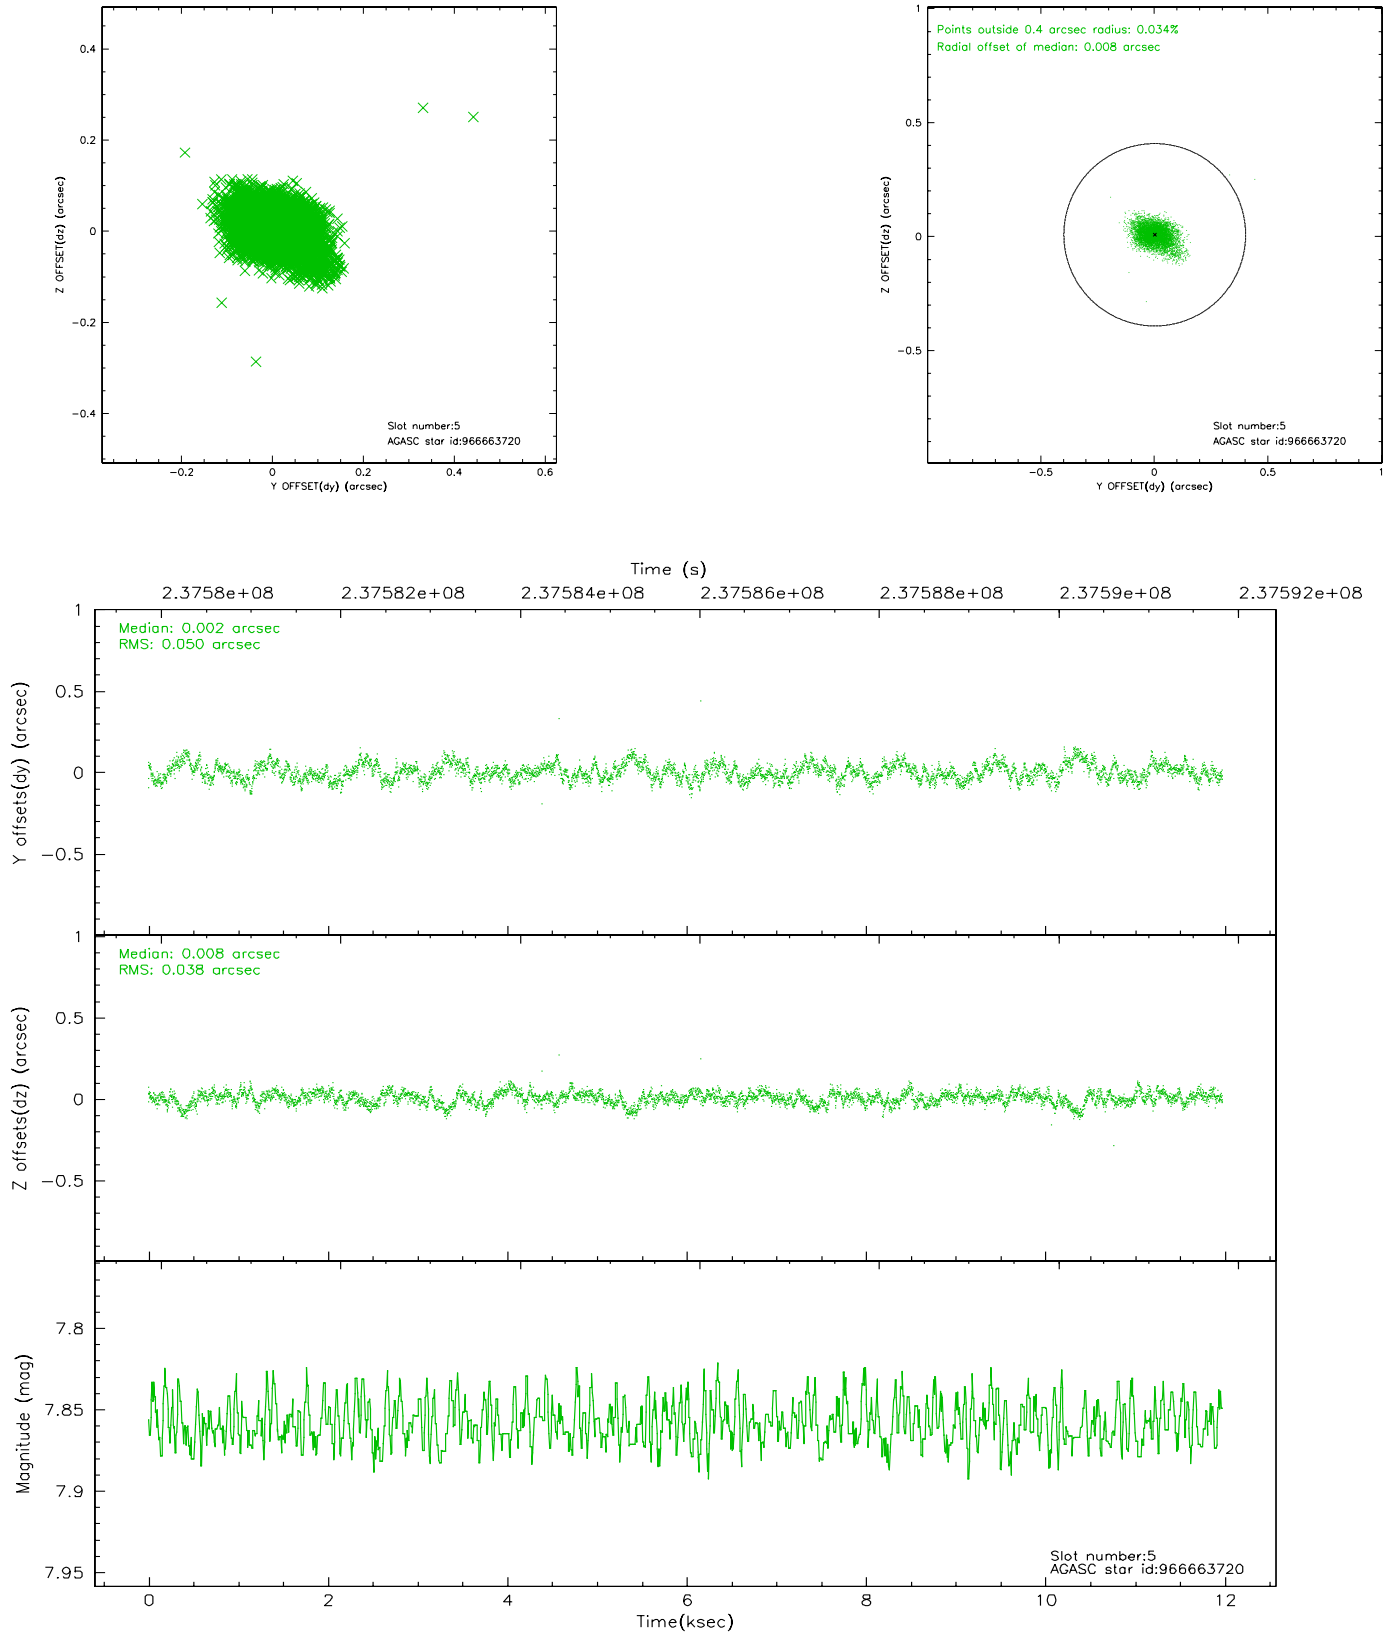 0.4
0.2
0
−0.2
−0.4
Z OFFSET(dz) (arcsec)
Slot number:5
AGASC star id:966663720
−0.2 0 0.2 0.4 0.6
Y OFFSET(dy) (arcsec)
Points outside 0.4 arcsec radius: 0.034%
Radial offset of median: 0.008 arcsec
1
0.5
0
−0.5
Z OFFSET(dz) (arcsec)
Slot number:5
AGASC star id:966663720
−0.5 0 0.5 1
Y OFFSET(dy) (arcsec)
Time (s)
2.3758e+08 2.37582e+08 2.37584e+08 2.37586e+08 2.37588e+08 2.3759e+08 2.37592e+08
Median: 0.002 arcsec
RMS: 0.050 arcsec
1
0.5
0
−0.5
Y offsets(dy) (arcsec)
Median: 0.008 arcsec
RMS: 0.038 arcsec
1
0.5
0
−0.5
Z offsets(dz) (arcsec)
7.8
7.85
7.9
7.95
Magnitude (mag)
Slot number:5
AGASC star id:966663720
0 2 4 6 8 10 12
Time(ksec)